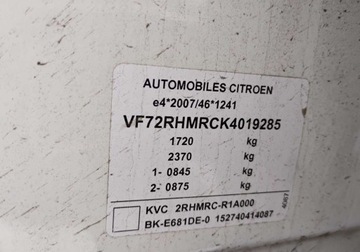 AUTOMOBILES CITROEN
e4*2007/46*1241
VF72RHMRCK4019285
1720 kg
2370 kg
1- 0845 kg
2- 0875 kg
KVC 2RHMRC-R1A000
BK-E681DE-0 152740414087